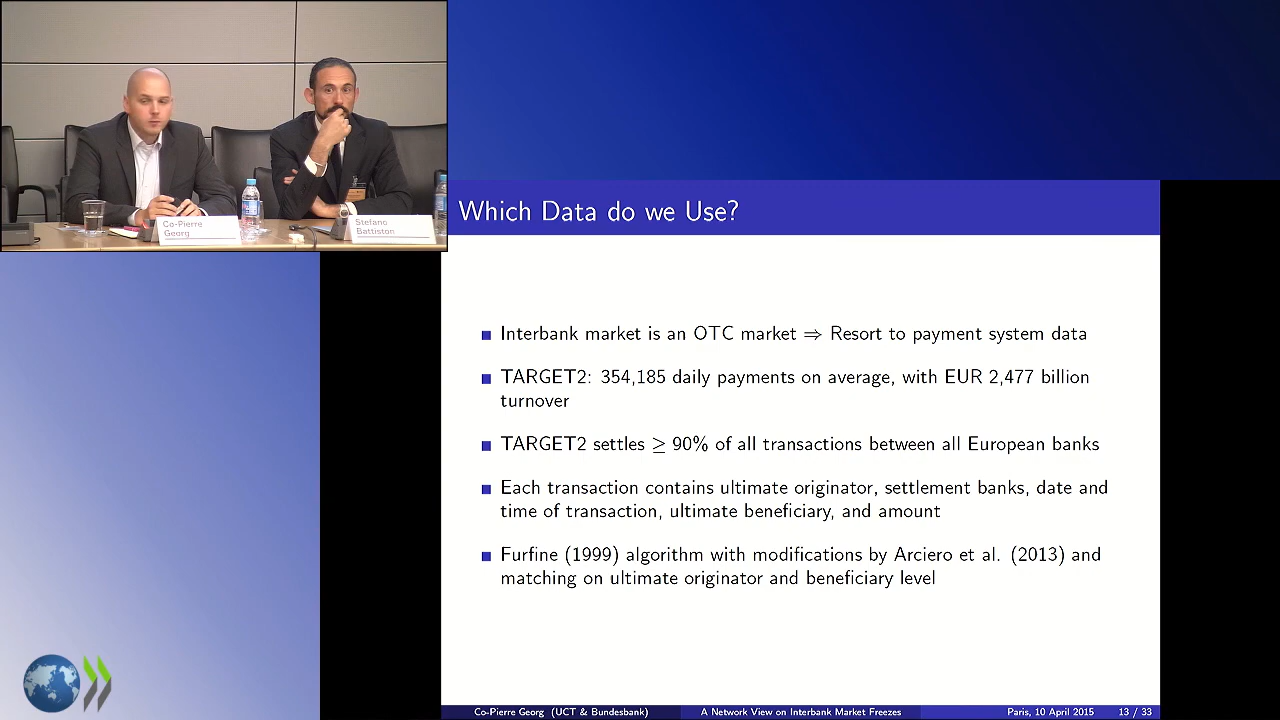 Co-Pierre
Georg
Stefano
Battiston
Which Data do we Use?
Interbank market is an OTC market ⇒ Resort to payment system data
TARGET2: 354,185 daily payments on average, with EUR 2,477 billion
turnover
TARGET2 settles ≥ 90% of all transactions between all European banks
Each transaction contains ultimate originator, settlement banks, date and
time of transaction, ultimate beneficiary, and amount
Furfine (1999) algorithm with modifications by Arciero et al. (2013) and
matching on ultimate originator and beneficiary level
Co-Pierre Georg (UCT & Bundesbank) A Network View on Interbank Market Freezes Paris, 10 April 2015 13 / 33